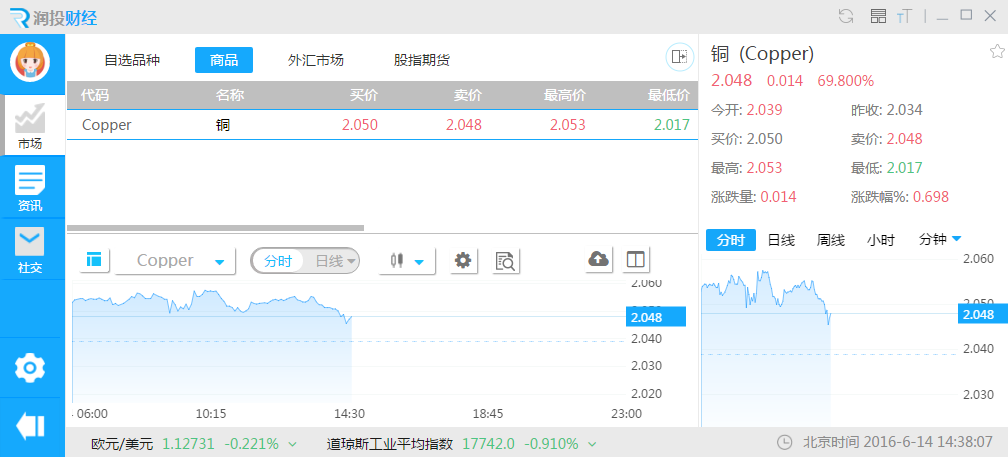 润投财经
自选品种 商品 外汇市场 股指期货
代码 名称 买价 卖价 最高价 最低价
Copper 铜 2.050 2.048 2.053 2.017
市场
资讯
社交
Copper 分时 日线
2.060
2.048
2.040
2.030
2.020
06:00 10:15 14:30 18:45 23:00
铜 (Copper)
2.048 0.014 69.800%
今开: 2.039 昨收: 2.034
买价: 2.050 卖价: 2.048
最高: 2.053 最低: 2.017
涨跌量: 0.014 涨跌幅%: 0.698
分时 日线 周线 小时 分钟
2.060
2.050
2.048
2.040
2.030
欧元/美元 1.12731 -0.221% 道琼斯工业平均指数 17742.0 -0.910% 北京时间 2016-6-14 14:38:07